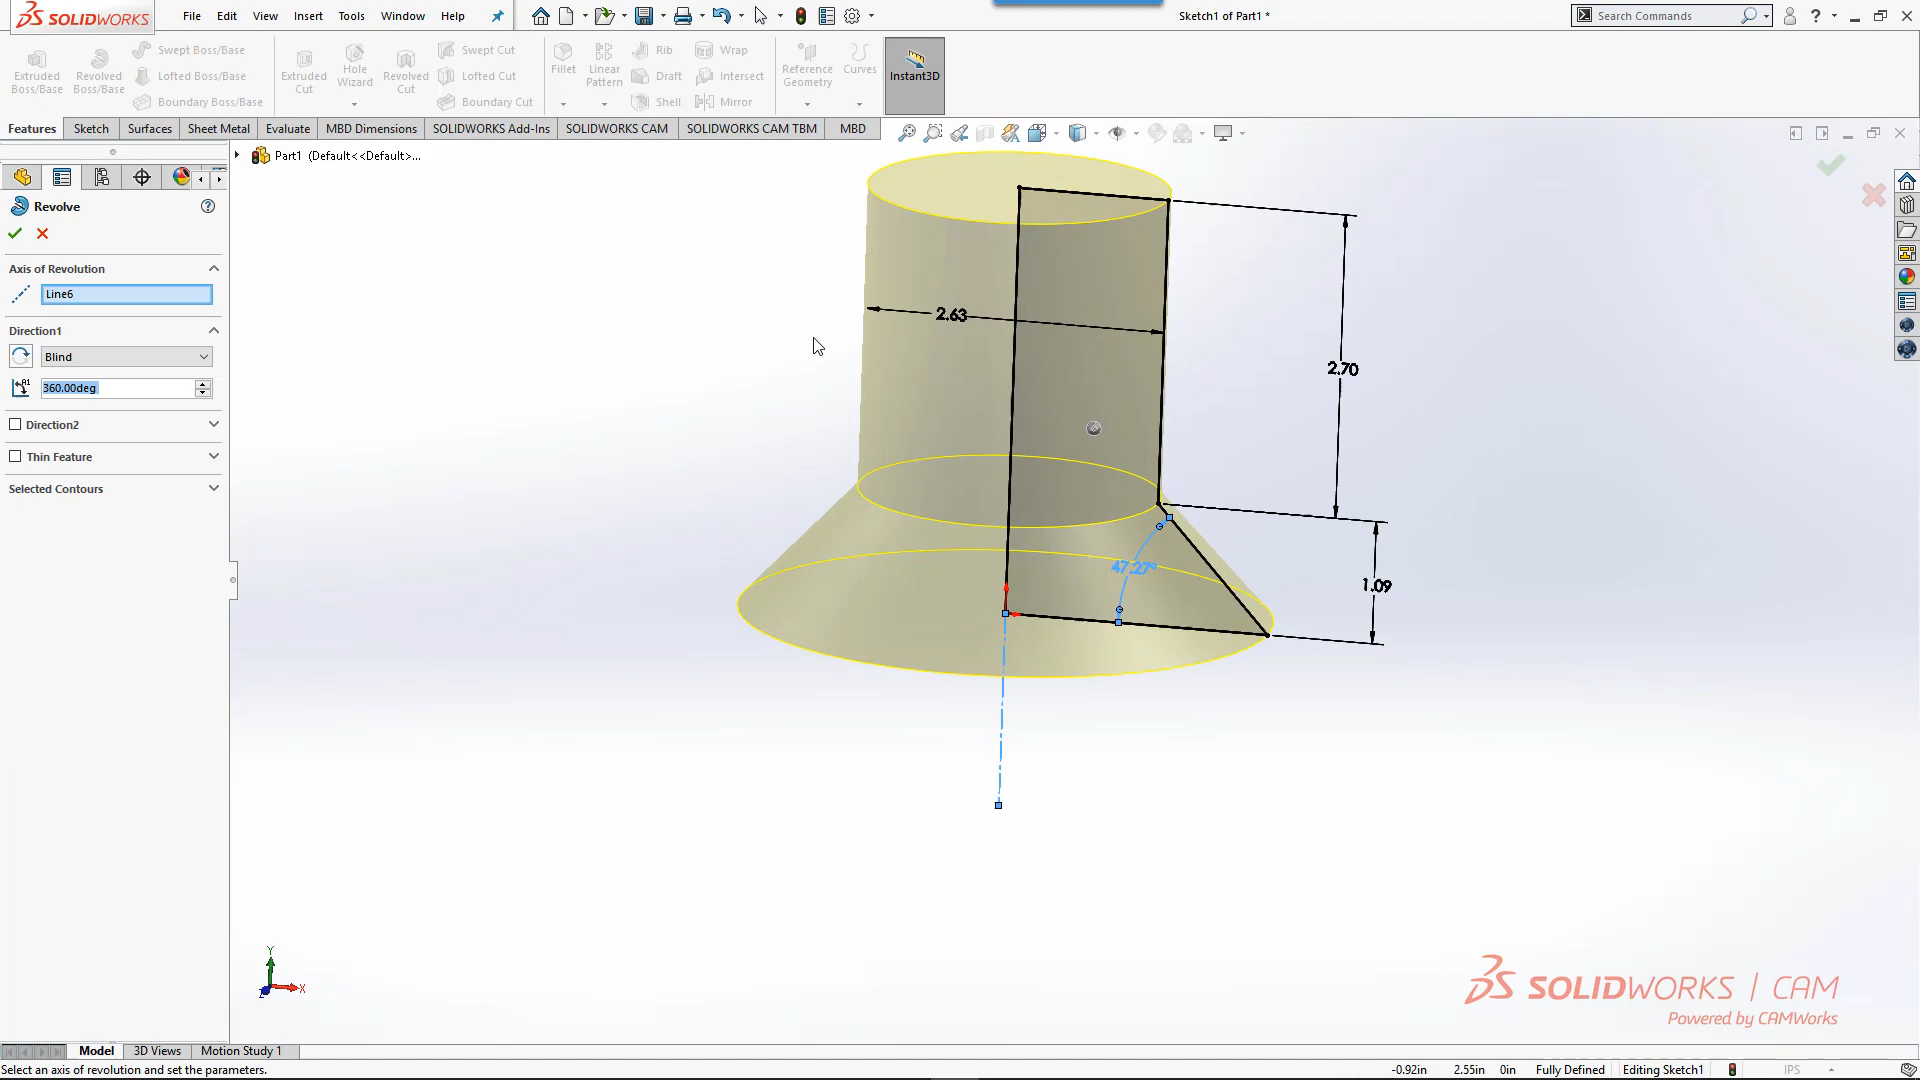 SOLIDWORKS
File Edit View Insert Tools Window Help
Sketch1 of Part1 *
Search Commands
Extruded Boss/Base
Revolved Boss/Base
Swept Boss/Base
Lofted Boss/Base
Boundary Boss/Base
Extruded Cut
Hole Wizard
Revolved Cut
Swept Cut
Lofted Cut
Boundary Cut
Fillet
Linear Pattern
Rib
Draft
Shell
Wrap
Intersect
Mirror
Reference Geometry
Curves
Instant3D
Features Sketch Surfaces Sheet Metal Evaluate MBD Dimensions SOLIDWORKS Add-Ins SOLIDWORKS CAM SOLIDWORKS CAM TBM MBD
Part1 (Default<<Default>...
Revolve
Axis of Revolution
Line6
Direction1
Blind
360.00deg
Direction2
Thin Feature
Selected Contours
2.63
2.70
47.27°
1.09
Y
X
Z
SOLIDWORKS | CAM
Powered by CAMWorks
Model 3D Views Motion Study 1
Select an axis of revolution and set the parameters.
-0.92in 2.55in 0in Fully Defined Editing Sketch1 IPS